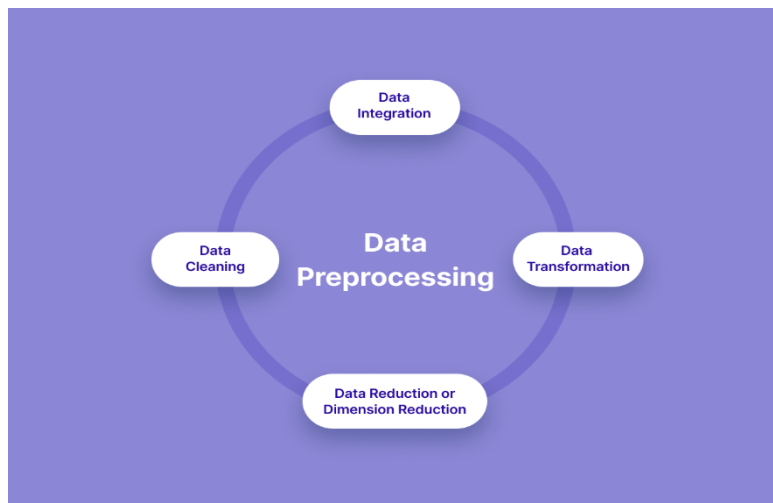 Data
Integration
Data
Cleaning
Data
Preprocessing
Data
Transformation
Data Reduction or
Dimension Reduction